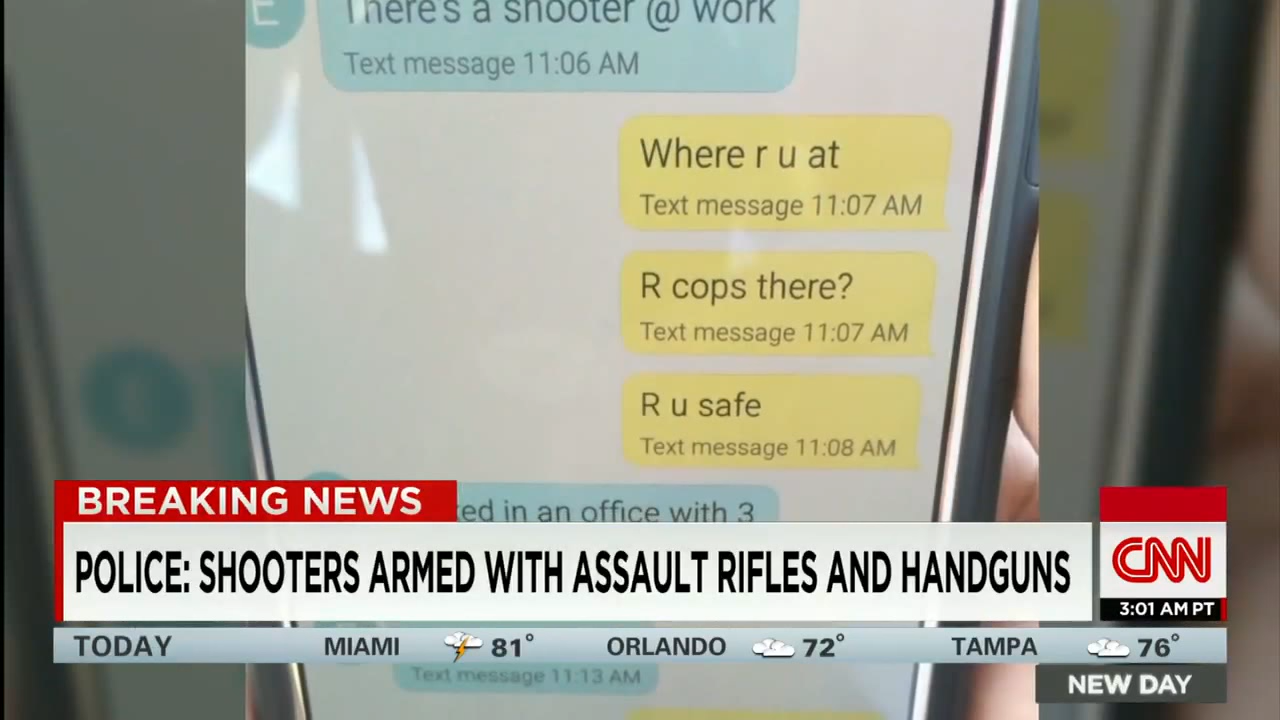 E
There's a shooter @ work
Text message 11:06 AM
Where r u at
Text message 11:07 AM
R cops there?
Text message 11:07 AM
R u safe
Text message 11:08 AM
in an office with 3
BREAKING NEWS
POLICE: SHOOTERS ARMED WITH ASSAULT RIFLES AND HANDGUNS
CNN
3:01 AM PT
TODAY MIAMI 81° ORLANDO 72° TAMPA 76°
Text message 11:13 AM
NEW DAY